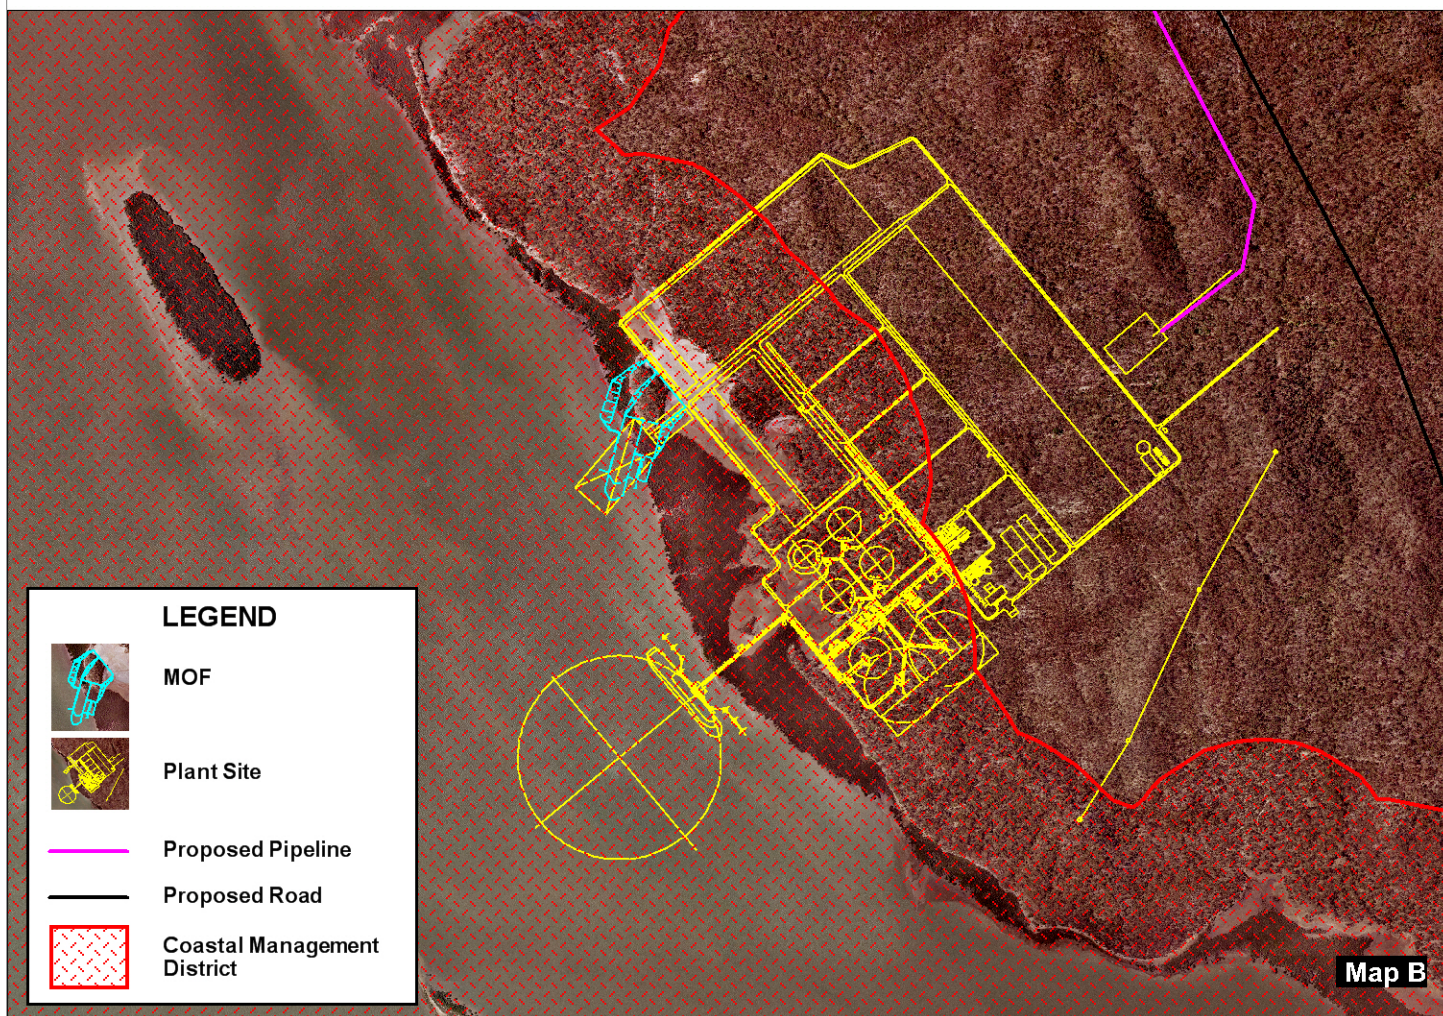 LEGEND
MOF
Plant Site
Proposed Pipeline
Proposed Road
Coastal Management
District
Map B